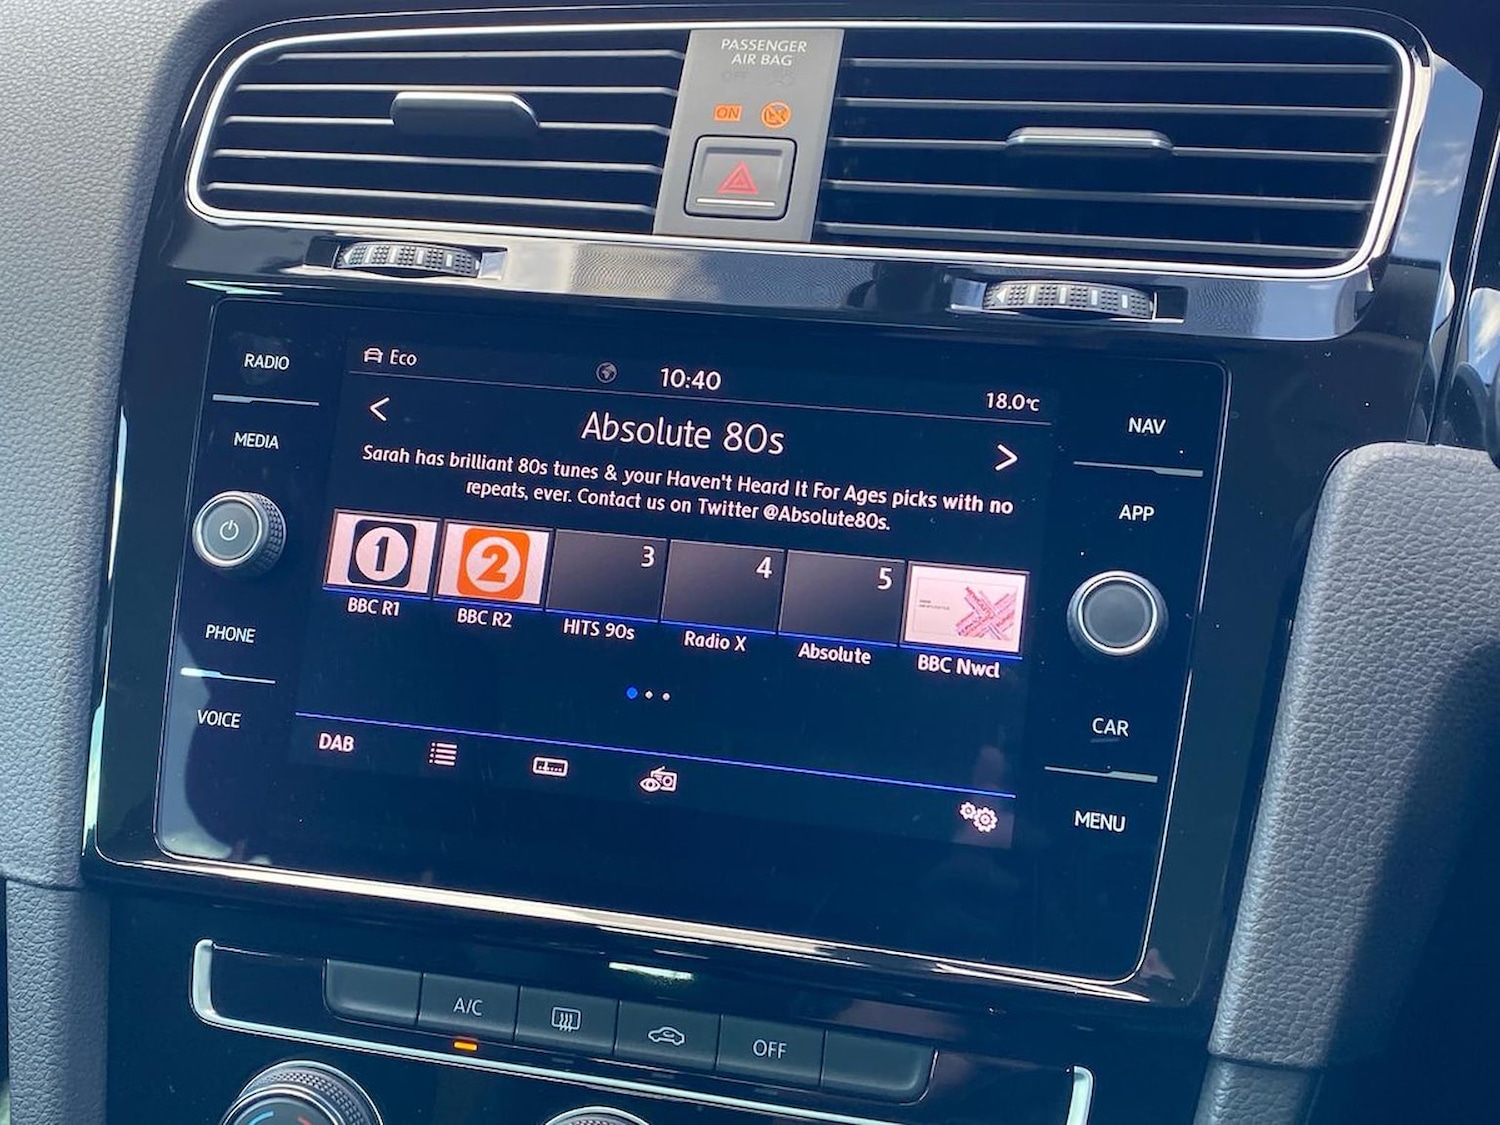 PASSENGER
AIR BAG
OFF
ON
RADIO
MEDIA
PHONE
VOICE
Eco
10:40
18.0°C
<
Absolute 80s
>
Sarah has brilliant 80s tunes & your Haven't Heard It For Ages picks with no
repeats, ever. Contact us on Twitter @Absolute80s.
1
2
3
4
5
BBC R1
BBC R2
HITS 90s
Radio X
Absolute
BBC Nwcl
DAB
NAV
APP
CAR
MENU
A/C
OFF